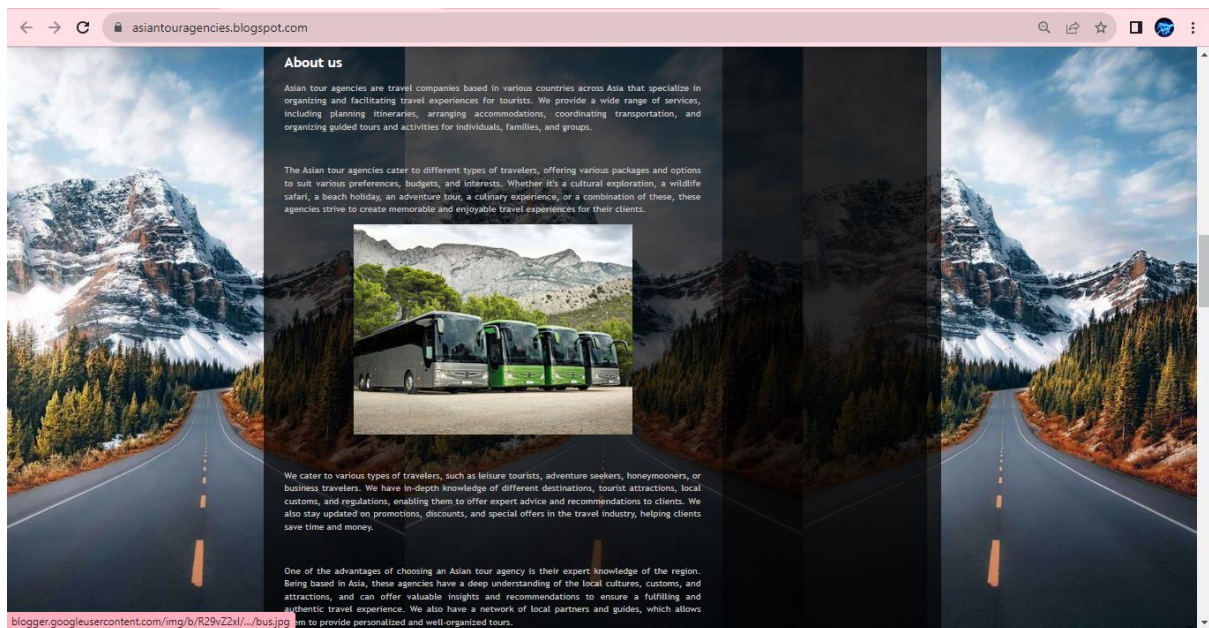 asiantouragencies.blogspot.com
About us
Asian tour agencies are travel companies based in various countries across Asia that specialize in
organizing and facilitating travel experiences for tourists. We provide a wide range of services,
including planning itineraries, arranging accommodations, coordinating transportation, and
organizing guided tours and activities for individuals, families, and groups.
The Asian tour agencies cater to different types of travelers, offering various packages and options
to suit various preferences, budgets, and interests. Whether it's a cultural exploration, a wildlife
safari, a beach holiday, an adventure tour, a culinary experience, or a combination of these, these
agencies strive to create memorable and enjoyable travel experiences for their clients.
We cater to various types of travelers, such as leisure tourists, adventure seekers, honeymooners, or
business travelers. We have in-depth knowledge of different destinations, tourist attractions, local
customs, and regulations, enabling them to offer expert advice and recommendations to clients. We
also stay updated on promotions, discounts, and special offers in the travel industry, helping clients
save time and money.
One of the advantages of choosing an Asian tour agency is their expert knowledge of the region.
Being based in Asia, these agencies have a deep understanding of the local cultures, customs, and
attractions, and can offer valuable insights and recommendations to ensure a fulfilling and
authentic travel experience. We also have a network of local partners and guides, which allows
em to provide personalized and well-organized tours.
blogger.googleusercontent.com/img/b/R29vZ2xl/.../bus.jpg